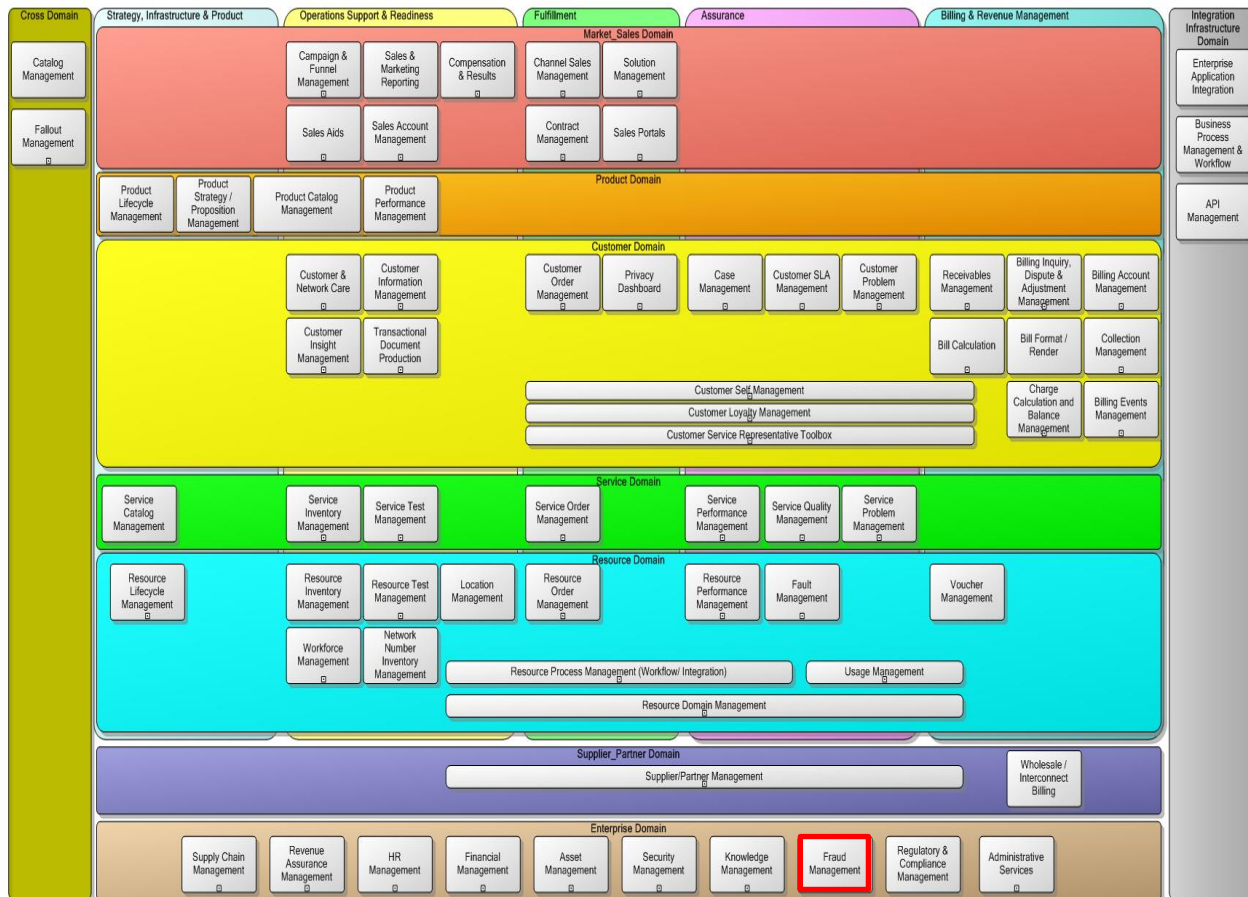 Cross Domain
Strategy, Infrastructure & Product
Operations Support & Readiness
Fulfillment
Assurance
Billing & Revenue Management
Integration
Infrastructure
Domain
Catalog
Management
Fallout
Management
Market_Sales Domain
Campaign &
Funnel
Management
Sales &
Marketing
Reporting
Compensation
& Results
Channel Sales
Management
Solution
Management
Sales Aids
Sales Account
Management
Contract
Management
Sales Portals
Product Domain
Product
Lifecycle
Management
Product
Strategy /
Proposition
Management
Product Catalog
Management
Product
Performance
Management
Customer Domain
Customer &
Network Care
Customer
Information
Management
Customer
Order
Management
Privacy
Dashboard
Case
Management
Customer SLA
Management
Customer
Problem
Management
Receivables
Management
Billing Inquiry,
Dispute &
Adjustment
Management
Billing Account
Management
Customer
Insight
Management
Transactional
Document
Production
Bill Calculation
Bill Format /
Render
Collection
Management
Customer Self Management
Customer Loyalty Management
Customer Service Representative Toolbox
Charge
Calculation and
Balance
Management
Billing Events
Management
Service Domain
Service
Catalog
Management
Service
Inventory
Management
Service Test
Management
Service Order
Management
Service
Performance
Management
Service Quality
Management
Service
Problem
Management
Resource Domain
Resource
Lifecycle
Management
Resource
Inventory
Management
Resource Test
Management
Location
Management
Resource
Order
Management
Resource
Performance
Management
Fault
Management
Voucher
Management
Workforce
Management
Network
Number
Inventory
Management
Resource Process Management (Workflow/ Integration)
Usage Management
Resource Domain Management
Supplier_Partner Domain
Supplier/Partner Management
Wholesale /
Interconnect
Billing
Enterprise Domain
Supply Chain
Management
Revenue
Assurance
Management
HR
Management
Financial
Management
Asset
Management
Security
Management
Knowledge
Management
Fraud
Management
Regulatory &
Compliance
Management
Administrative
Services
Enterprise
Application
Integration
Business
Process
Management &
Workflow
API
Management